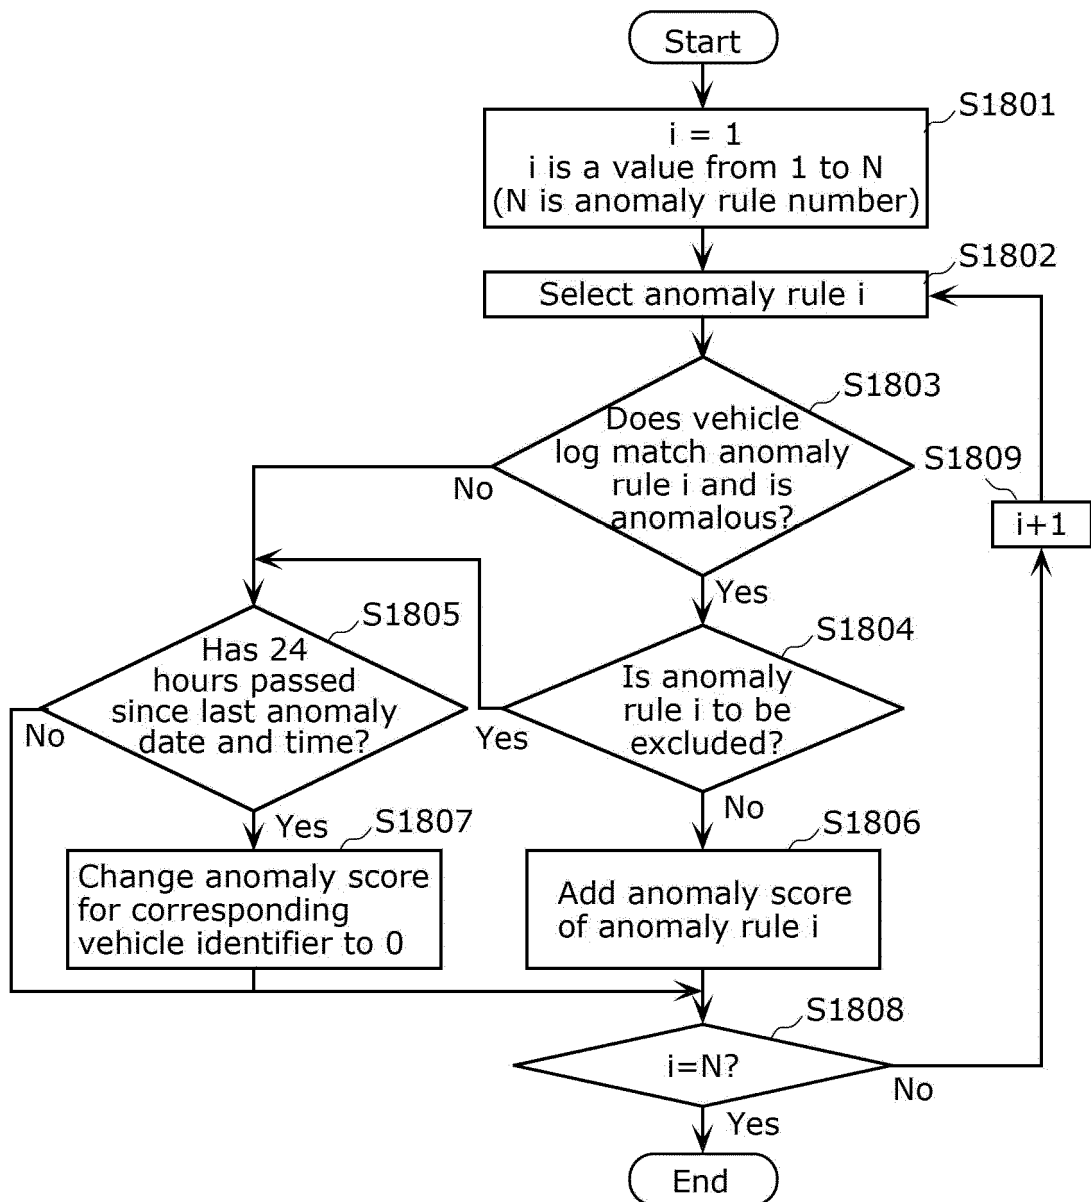 Start
S1801
i = 1
i is a value from 1 to N
(N is anomaly rule number)
S1802
Select anomaly rule i
S1803
Does vehicle
log match anomaly
rule i and is
anomalous?
No
Yes
S1809
i+1
S1805
Has 24
hours passed
since last anomaly
date and time?
No
Yes
S1804
Is anomaly
rule i to be
excluded?
Yes
No
S1807
Change anomaly score
for corresponding
vehicle identifier to 0
S1806
Add anomaly score
of anomaly rule i
S1808
i=N?
No
Yes
End